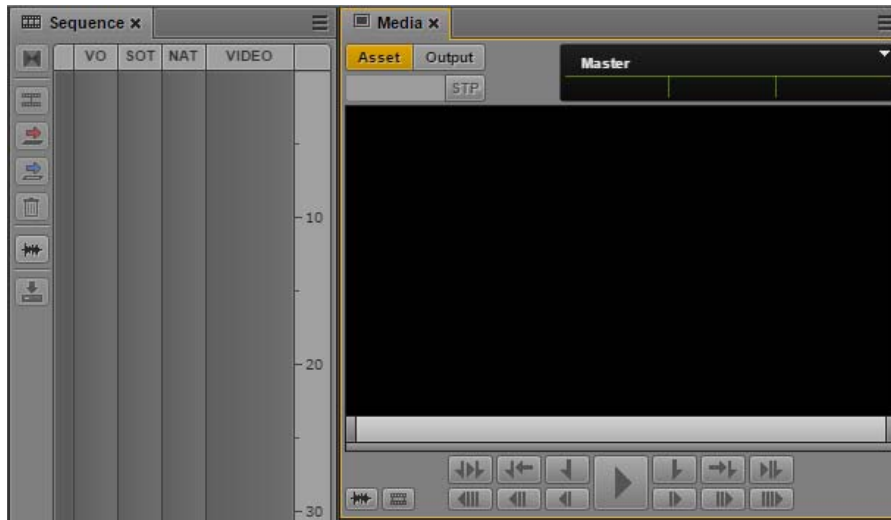 Sequence x
VO SOT NAT VIDEO
10
20
30
Media x
Asset Output
STP
Master